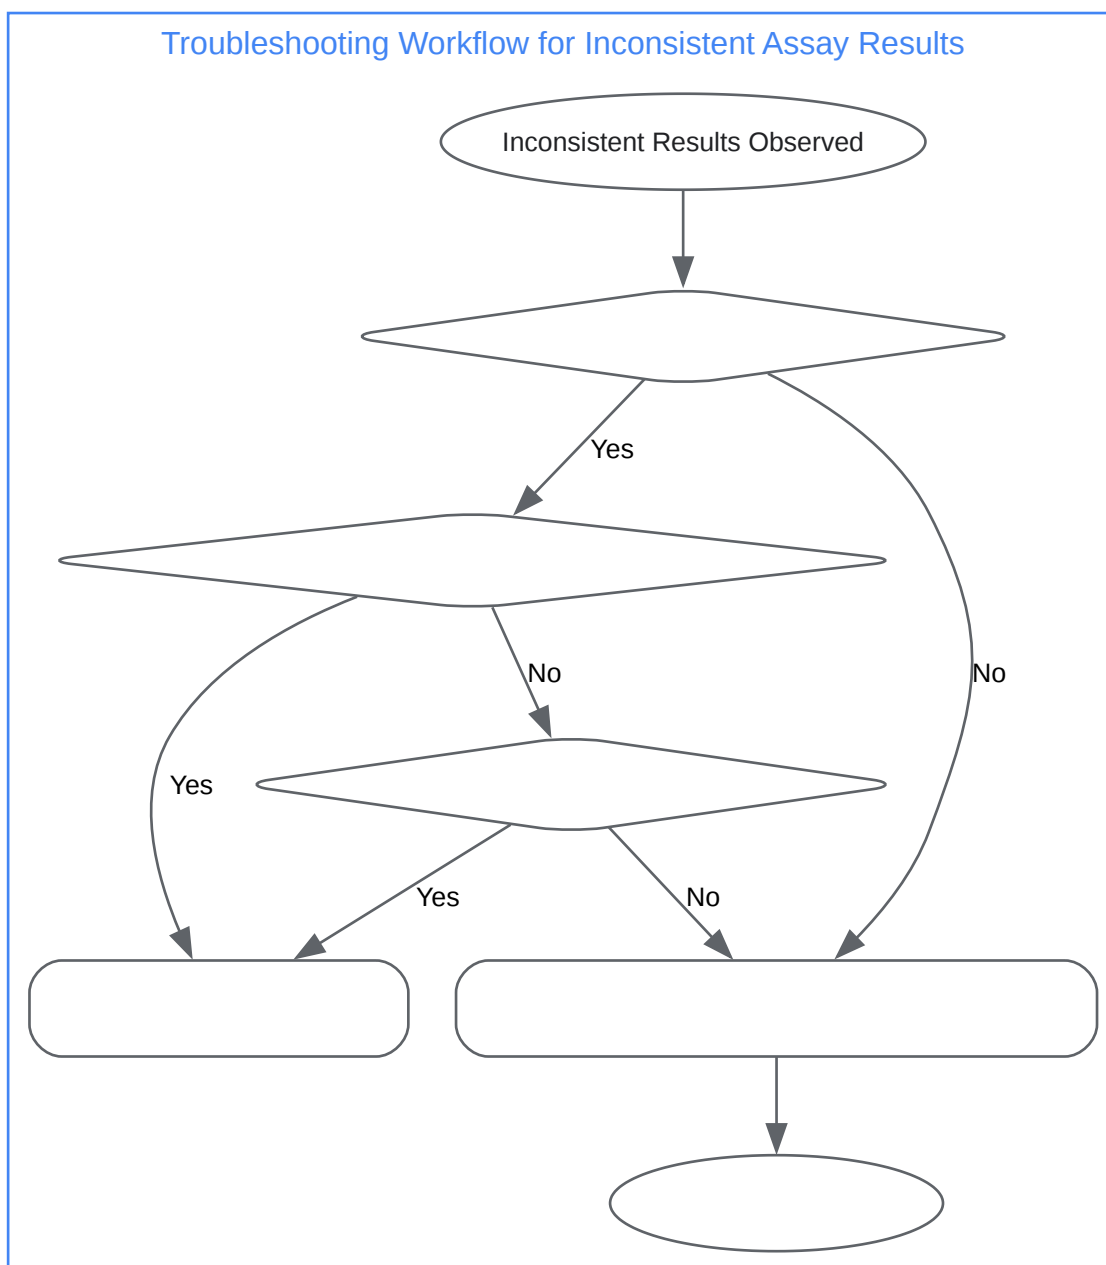 Troubleshooting Workflow for Inconsistent Assay Results
Inconsistent Results Observed
Yes
No
No
Yes
Yes
No